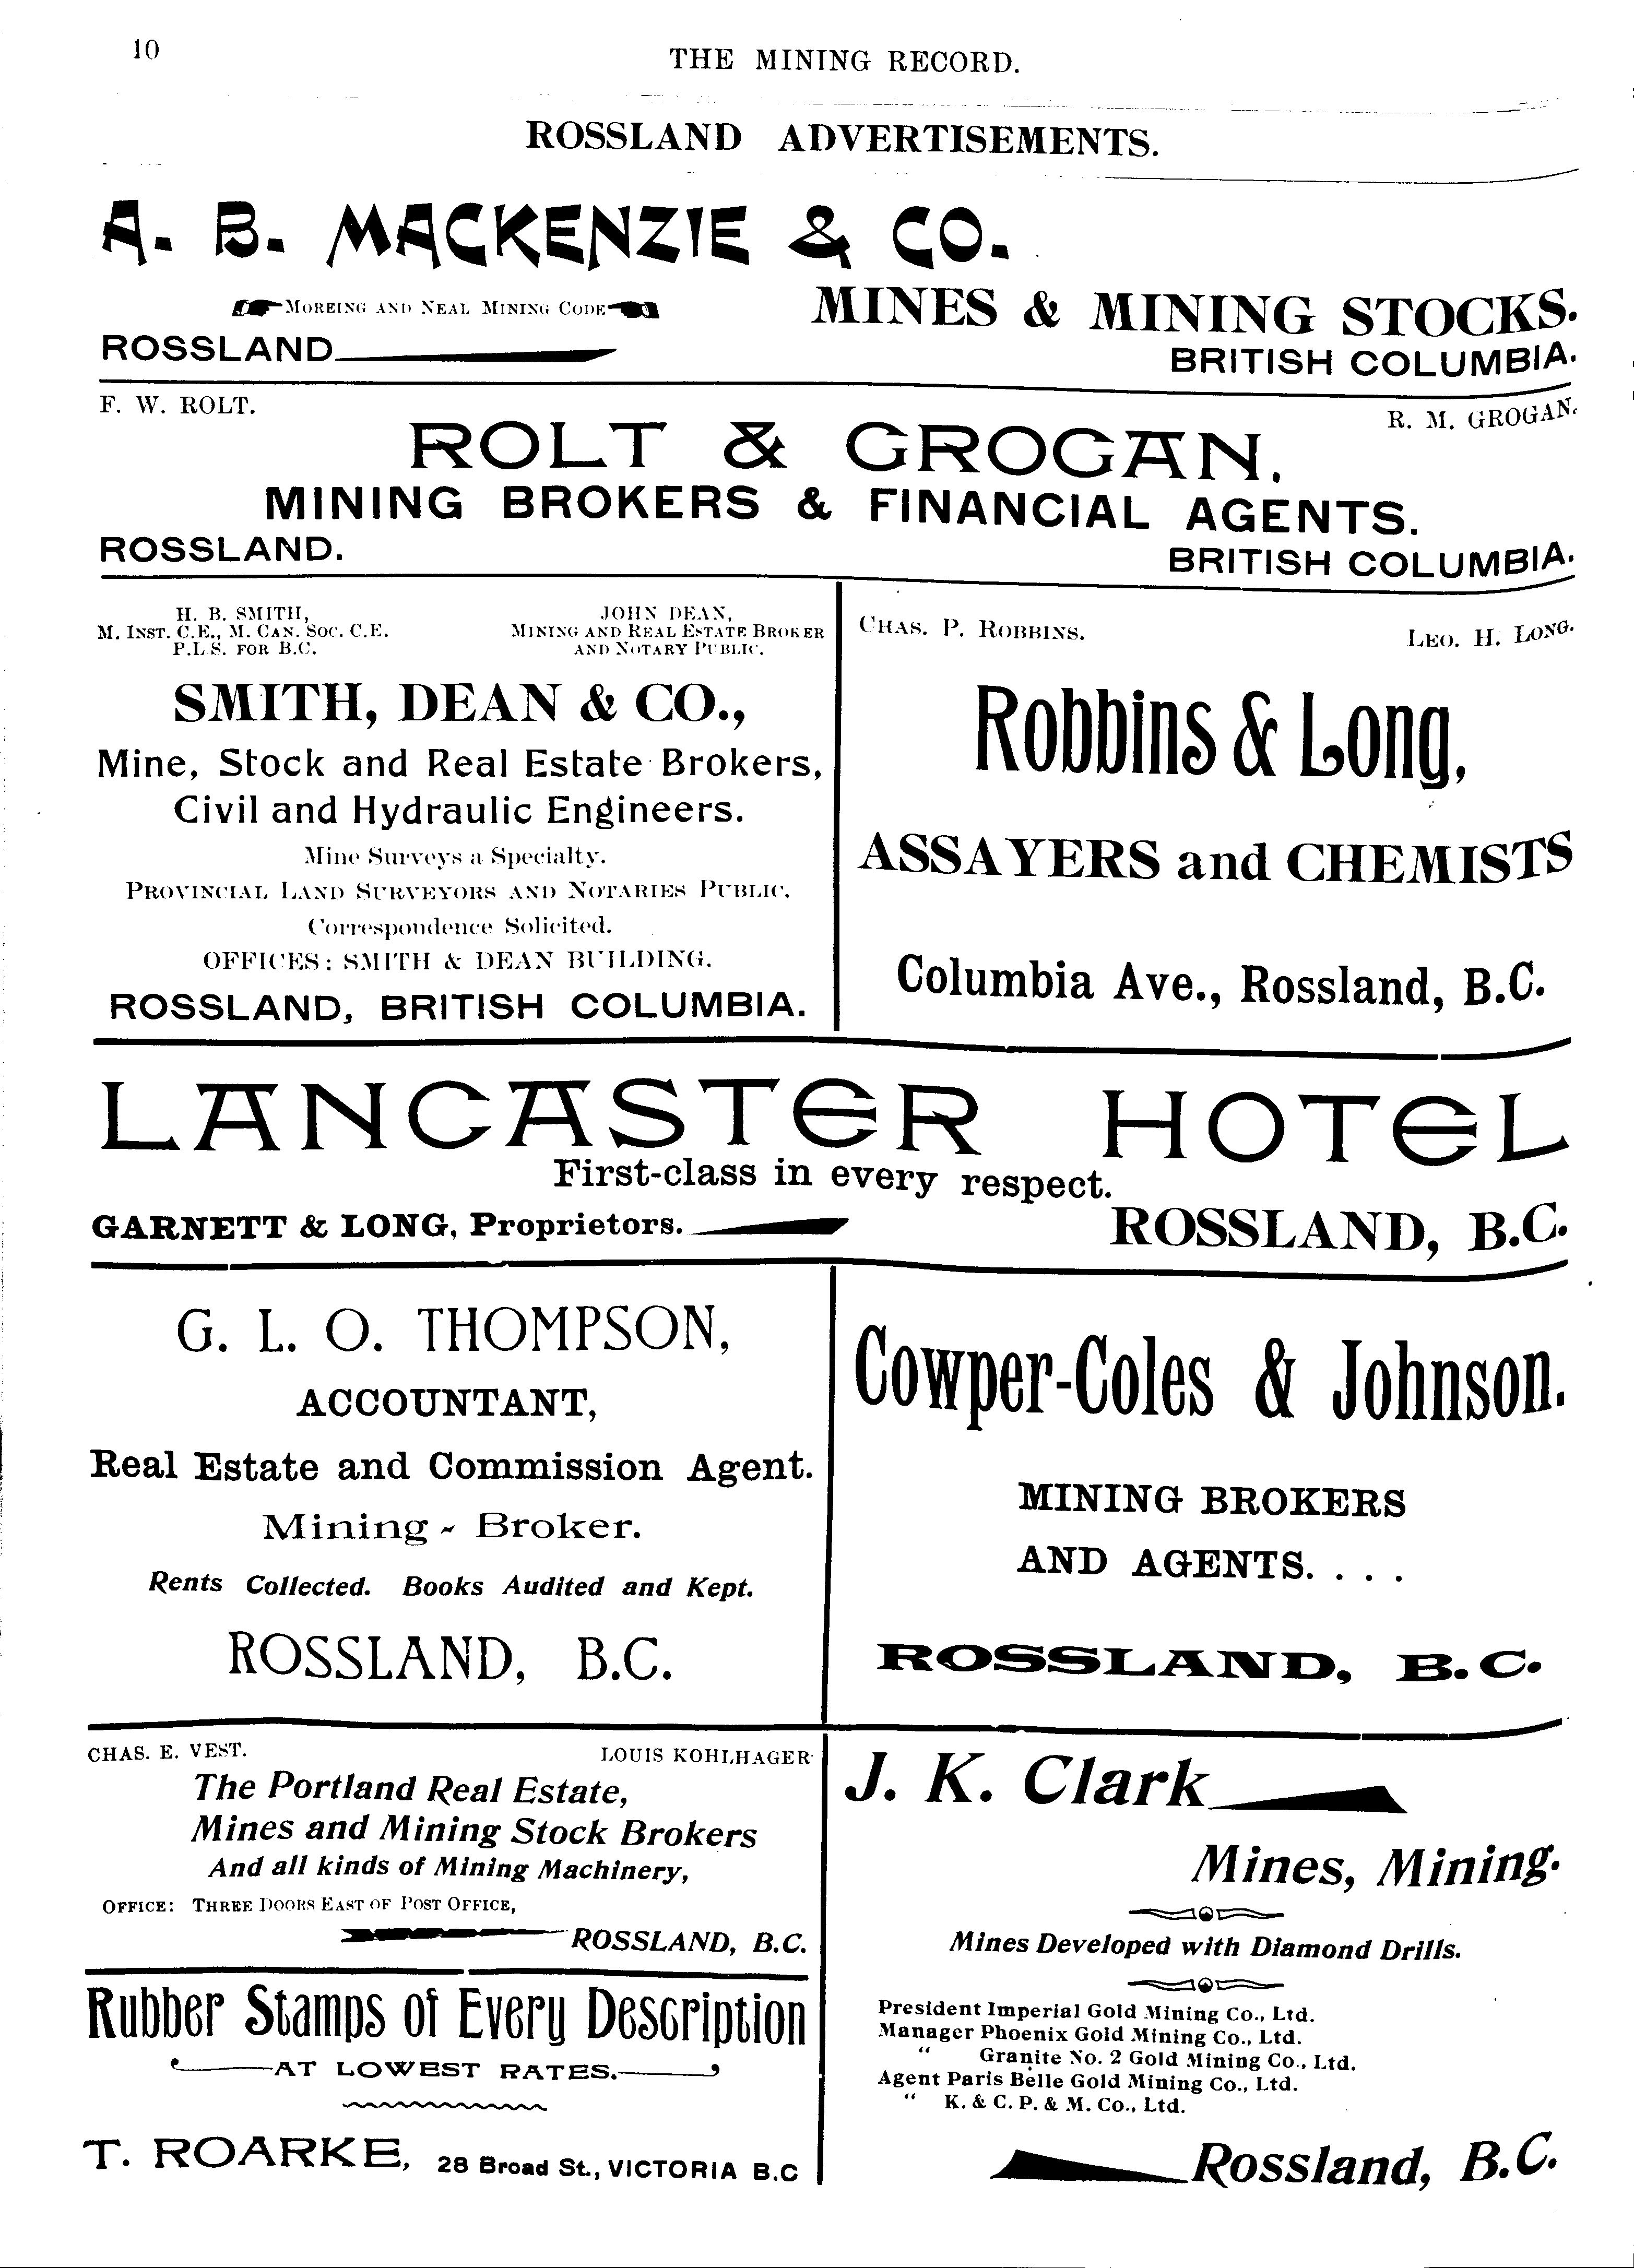 10
THE MINING RECORD.
ROSSLAND ADVERTISEMENTS.
A. B. MACKENZIE & CO.
MOREING AND NEAL MINING CODE
MINES & MINING STOCKS.
ROSSLAND
BRITISH COLUMBIA.
F. W. ROLT.
R. M. GROGAN.
ROLT & GROGAN.
MINING BROKERS & FINANCIAL AGENTS.
ROSSLAND.
BRITISH COLUMBIA.
H. B. SMITH,
M. INST. C.E., M. CAN. SOC. C.E.
P.L S. FOR B.C.
JOHN DEAN,
MINING AND REAL ESTATE BROKER
AND NOTARY PUBLIC.
SMITH, DEAN & CO.,
Mine, Stock and Real Estate Brokers,
Civil and Hydraulic Engineers.
Mine Surveys a Specialty.
PROVINCIAL LAND SURVEYORS AND NOTARIES PUBLIC.
Correspondence Solicited.
OFFICES: SMITH & DEAN BUILDING.
ROSSLAND, BRITISH COLUMBIA.
CHAS. P. ROBBINS.
LEO. H. LONG.
Robbins & Long,
ASSAYERS and CHEMISTS
Columbia Ave., Rossland, B.C.
LANCASTER HOTEL
First-class in every respect.
GARNETT & LONG, Proprietors.
ROSSLAND, B.C.
G. L. O. THOMPSON,
ACCOUNTANT,
Real Estate and Commission Agent.
Mining - Broker.
Rents Collected. Books Audited and Kept.
ROSSLAND, B.C.
Cowper-Coles & Johnson.
MINING BROKERS
AND AGENTS. . . .
ROSSLAND, B.C.
CHAS. E. VEST.
LOUIS KOHLHAGER
The Portland Real Estate,
Mines and Mining Stock Brokers
And all kinds of Mining Machinery,
OFFICE: THREE DOORS EAST OF POST OFFICE,
ROSSLAND, B.C.
Rubber Stamps of Every Description
AT LOWEST RATES.
T. ROARKE, 28 Broad St., VICTORIA B.C
J. K. Clark
Mines, Mining.
Mines Developed with Diamond Drills.
President Imperial Gold Mining Co., Ltd.
Manager Phoenix Gold Mining Co., Ltd.
" Granite No. 2 Gold Mining Co., Ltd.
Agent Paris Belle Gold Mining Co., Ltd.
" K. & C. P. & M. Co., Ltd.
Rossland, B.C.